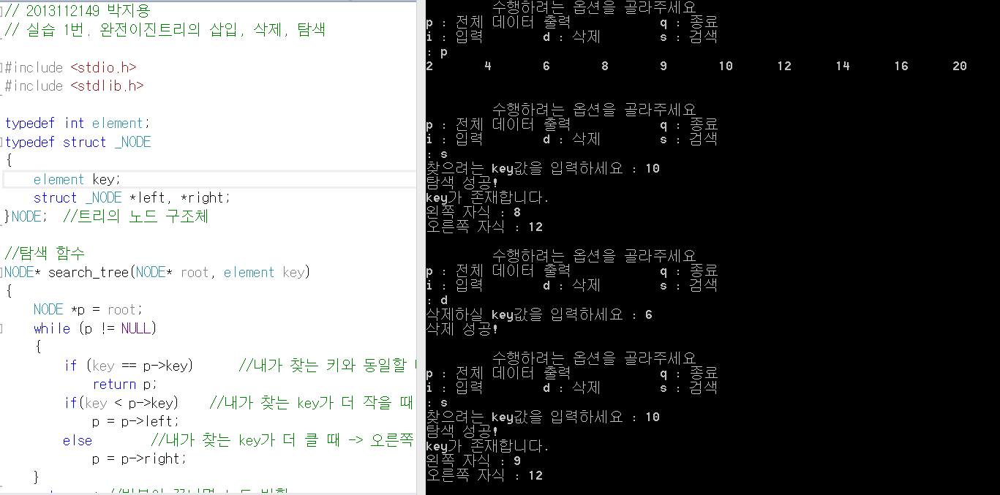 // 2013112149 박지용
// 실습 1번. 완전이진트리의 삽입, 삭제, 탐색
#include <stdio.h>
#include <stdlib.h>
typedef int element;
typedef struct _NODE
{
element key;
struct _NODE *left, *right;
}NODE; //트리의 노드 구조체
//탐색 함수
NODE* search_tree(NODE* root, element key)
{
NODE *p = root;
while (p != NULL)
{
if (key == p->key) //내가 찾는 키와 동일할
return p;
if(key < p->key) //내가 찾는 key가 더 작을 때
p = p->left;
else //내가 찾는 key가 더 클 때 -> 오른쪽
p = p->right;
}
수행하려는 옵션을 골라주세요
p : 전체 데이터 출력 q : 종료
i : 입력 d : 삭제 s : 검색
: p
2 4 6 8 9 10 12 14 16 20
수행하려는 옵션을 골라주세요
p : 전체 데이터 출력 q : 종료
i : 입력 d : 삭제 s : 검색
: s
찾으려는 key값을 입력하세요 : 10
탐색 성공!
key가 존재합니다.
왼쪽 자식 : 8
오른쪽 자식 : 12
수행하려는 옵션을 골라주세요
p : 전체 데이터 출력 q : 종료
i : 입력 d : 삭제 s : 검색
: d
삭제하실 key값을 입력하세요 : 6
삭제 성공!
수행하려는 옵션을 골라주세요
p : 전체 데이터 출력 q : 종료
i : 입력 d : 삭제 s : 검색
: s
찾으려는 key값을 입력하세요 : 10
탐색 성공!
key가 존재합니다.
왼쪽 자식 : 9
오른쪽 자식 : 12